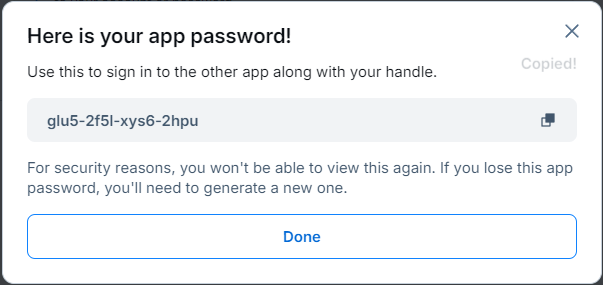 Here is your app password!
Use this to sign in to the other app along with your handle.
Copied!
glu5-2f5l-xys6-2hpu
For security reasons, you won't be able to view this again. If you lose this app
password, you'll need to generate a new one.
Done